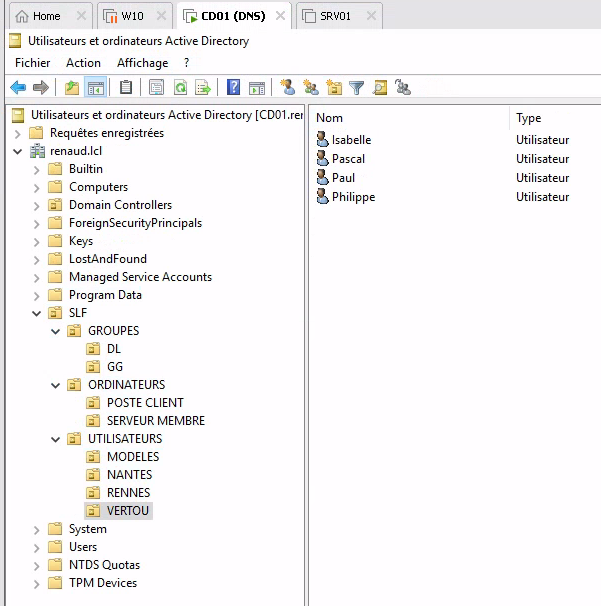 Home W10 CD01 (DNS) SRV01
Utilisateurs et ordinateurs Active Directory
Fichier Action Affichage ?
Utilisateurs et ordinateurs Active Directory [CD01.ren
Requêtes enregistrées
renaud.lcl
Builtin
Computers
Domain Controllers
ForeignSecurityPrincipals
Keys
LostAndFound
Managed Service Accounts
Program Data
SLF
GROUPES
DL
GG
ORDINATEURS
POSTE CLIENT
SERVEUR MEMBRE
UTILISATEURS
MODELES
NANTES
RENNES
VERTOU
System
Users
NTDS Quotas
TPM Devices
Nom Type
Isabelle Utilisateur
Pascal Utilisateur
Paul Utilisateur
Philippe Utilisateur